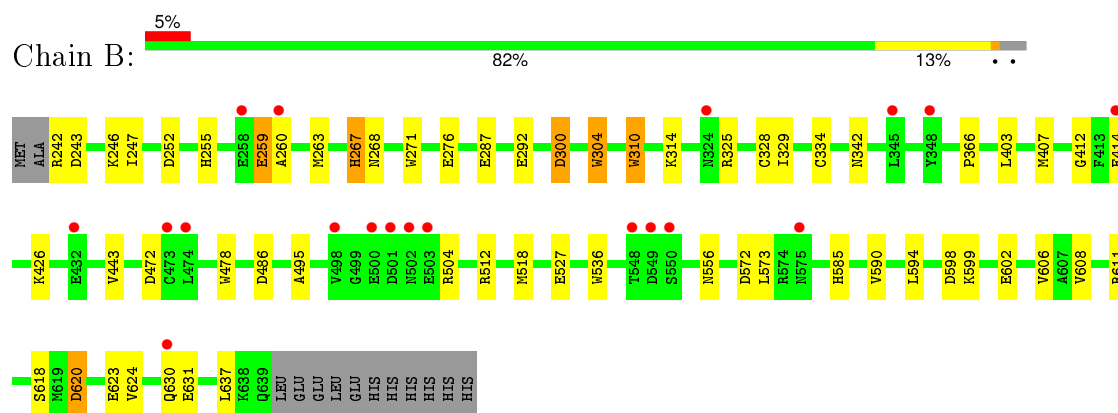 5%
Chain B:
82% 13% • •
MET ALA R242 D243 K246 I247 D252 H255 E258 E259 A260 M263 H267 N268 W271 E276 E287 E292 D300 W304 W310 K314 N324 R325 C328 I329 C334 N342 L345 Y348 P366 L403 M407 G412 F413
K426 E432 V443 D472 C473 L474 W478 D486 A495 V498 G499 E500 D501 N502 E503 R504 R512 M518 E527 W536 T548 D549 S550 N556 D572 L573 R574 N575 H585 V590 L594 D598 K599 E602 V606 A607 V608
S618 M619 D620 E623 V624 Q630 E631 L637 K638 Q639 LEU GLU GLU LEU GLU HIS HIS HIS HIS HIS HIS